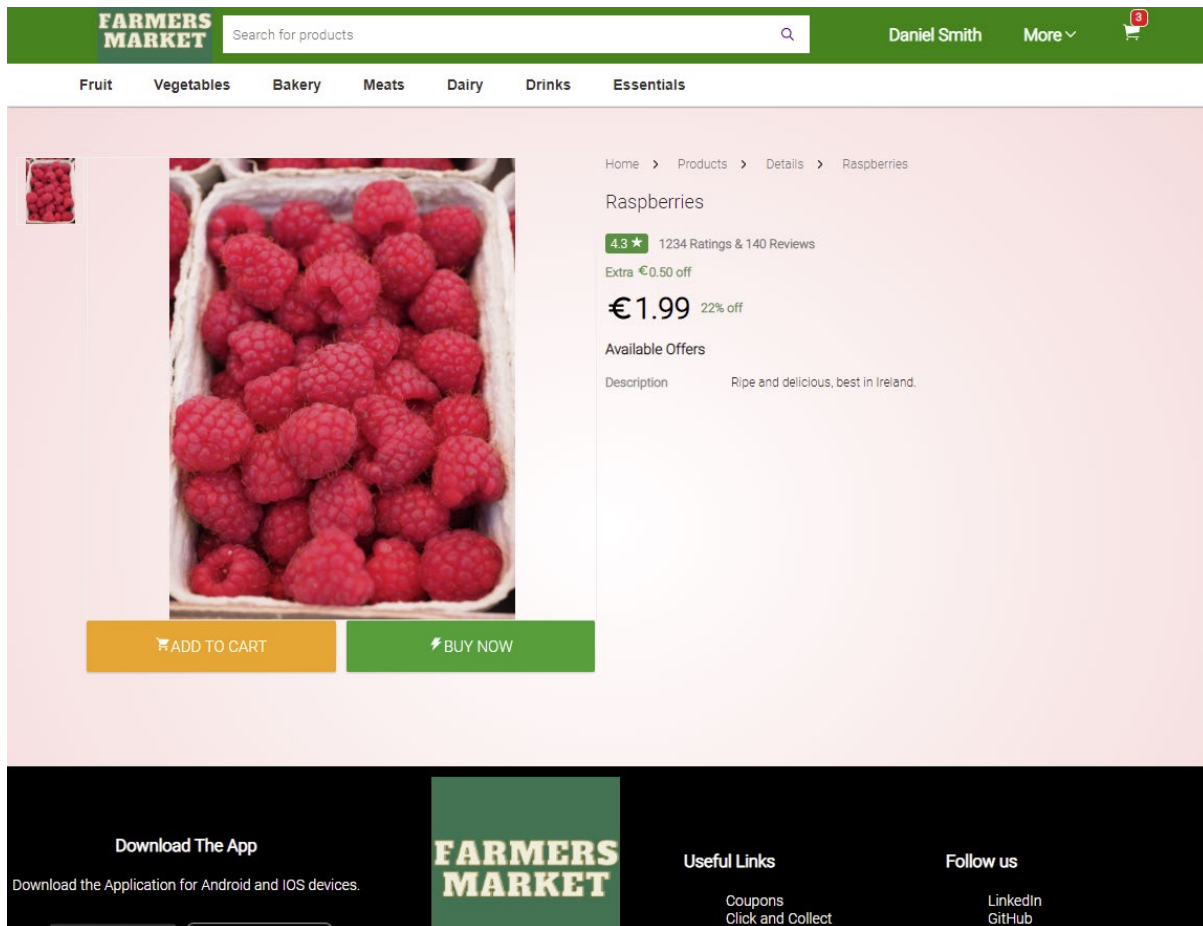 FARMERS
MARKET
Search for products
Daniel Smith
More
3
Fruit Vegetables Bakery Meats Dairy Drinks Essentials
Home > Products > Details > Raspberries
Raspberries
4.3 ★ 1234 Ratings & 140 Reviews
Extra €0.50 off
€1.99 22% off
Available Offers
Description Ripe and delicious, best in Ireland.
ADD TO CART
BUY NOW
Download The App
Download the Application for Android and IOS devices.
FARMERS
MARKET
Useful Links
Coupons
Click and Collect
Follow us
LinkedIn
GitHub